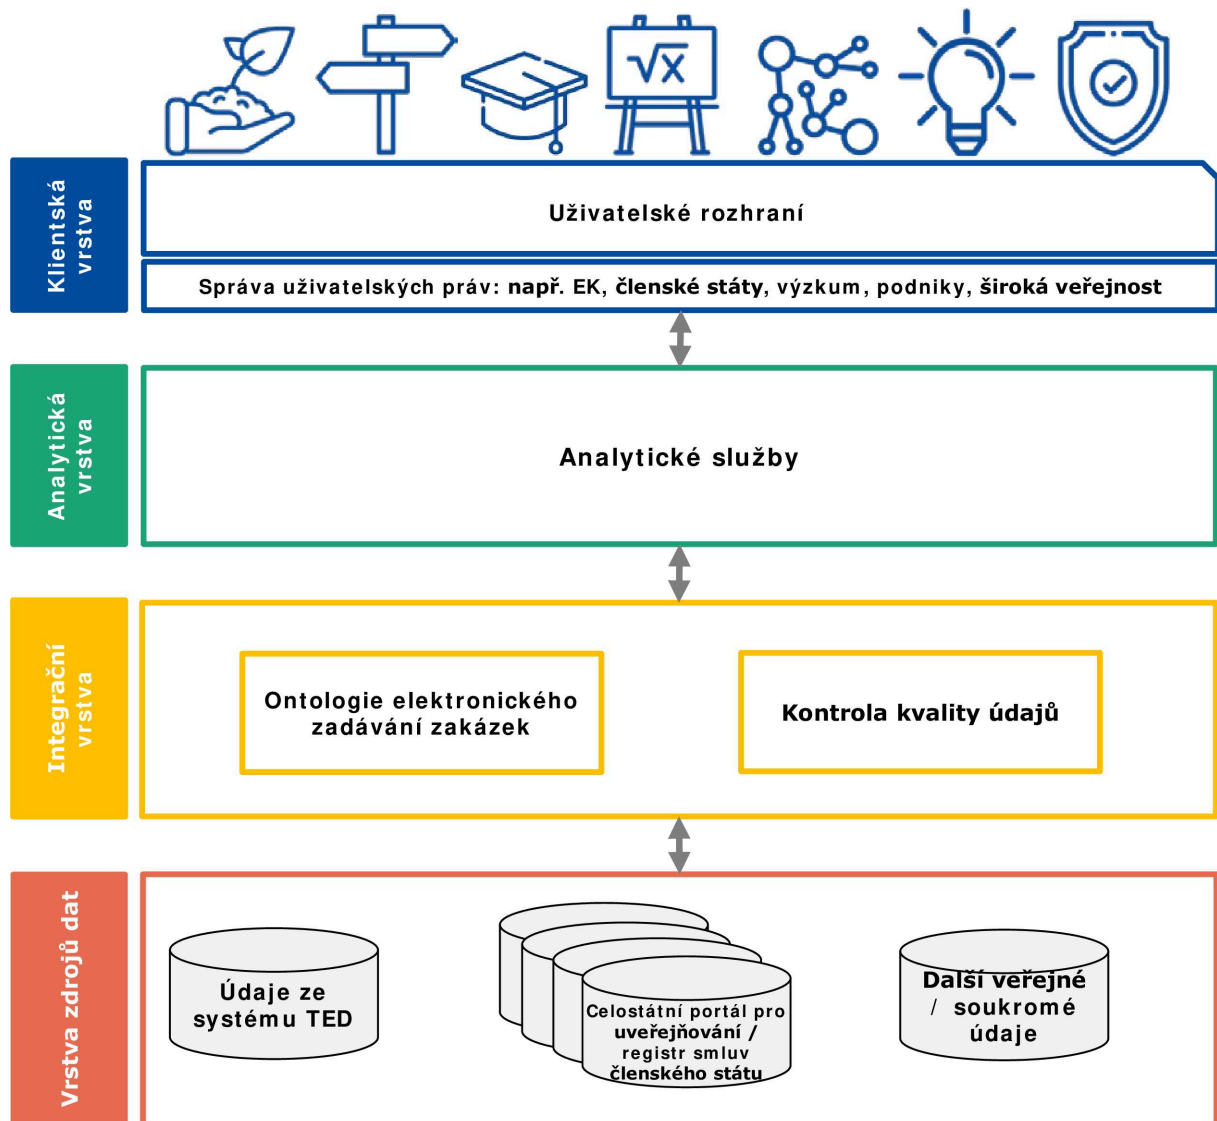 √x
Klientská
vrstva
Uživatelské rozhraní
Správa uživatelských práv: např. EK, členské státy, výzkum, podniky, široká veřejnost
Analytická
vrstva
Analytické služby
Integrační
vrstva
Ontologie elektronického
zadávání zakázek
Kontrola kvality údajů
Vrstva zdrojů dat
Údaje ze
systému TED
Celostátní portál pro
uveřejňování /
registr smluv
členského státu
Další veřejné
/ soukromé
údaje